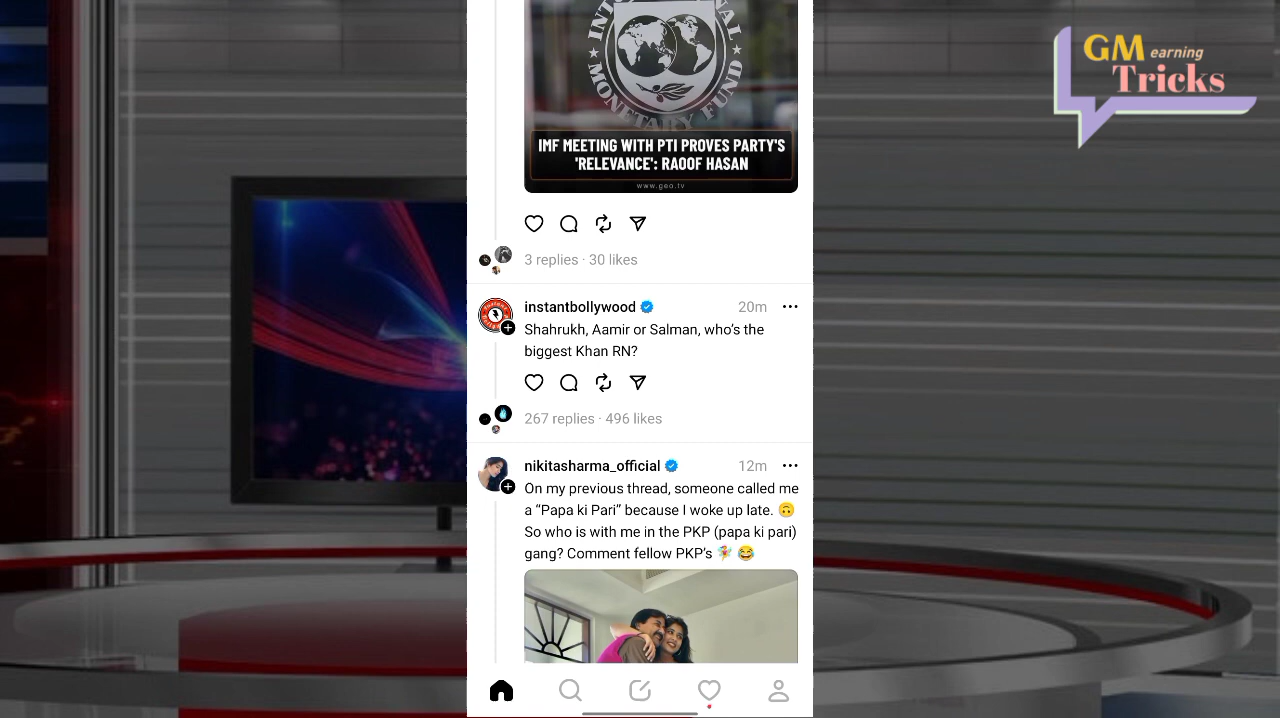 INTERNATIONAL
MONETARY FUND
IMF MEETING WITH PTI PROVES PARTY'S
'RELEVANCE': RAOOF HASAN
www.geo.tv
3 replies · 30 likes
instantbollywood 20m
Shahrukh, Aamir or Salman, who's the
biggest Khan RN?
267 replies · 496 likes
nikitasharma_official 12m
On my previous thread, someone called me
a “Papa ki Pari” because I woke up late. 🙃
So who is with me in the PKP (papa ki pari)
gang? Comment fellow PKP's 🧚 😂
GM earning
Tricks